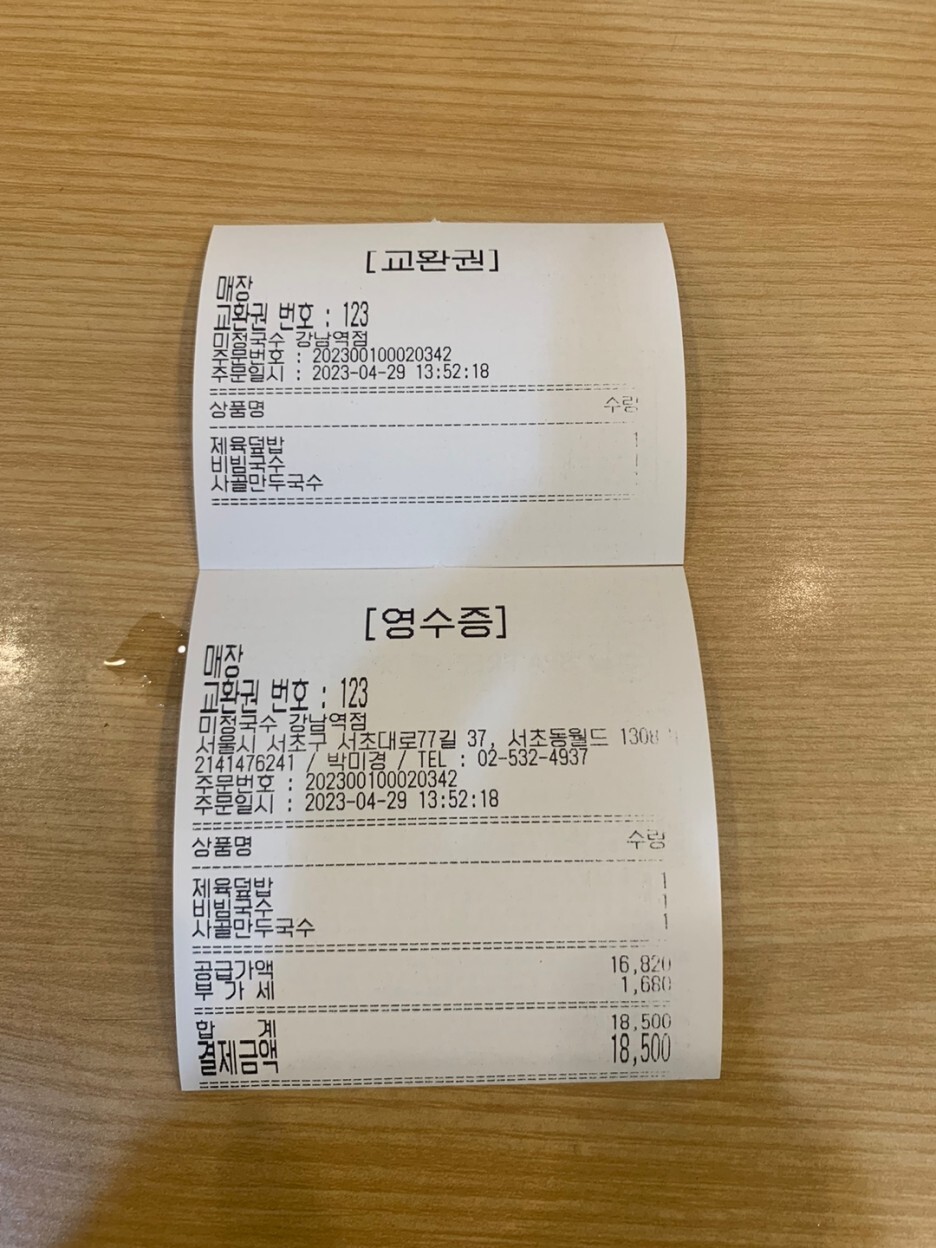 [교환권]
매장
교환권 번호 : 123
미정국수 강남역점
주문번호 : 202300100020342
주문일시 : 2023-04-29 13:52:18
상품명 수량
제육덮밥 1
비빔국수
사골만두국수
[영수증]
매장
교환권 번호 : 123
미정국수 강남역점
서울시 서초구 서초대로77길 37, 서초동월드
2141476241 / 박미경 / TEL : 02-532-4937
주문번호 : 202300100020342
주문일시 : 2023-04-29 13:52:18
상품명 수량
제육덮밥 1
비빔국수 1
사골만두국수 1
공급가액 16,820
부 가 세 1,680
합 계 18,500
결제금액 18,500